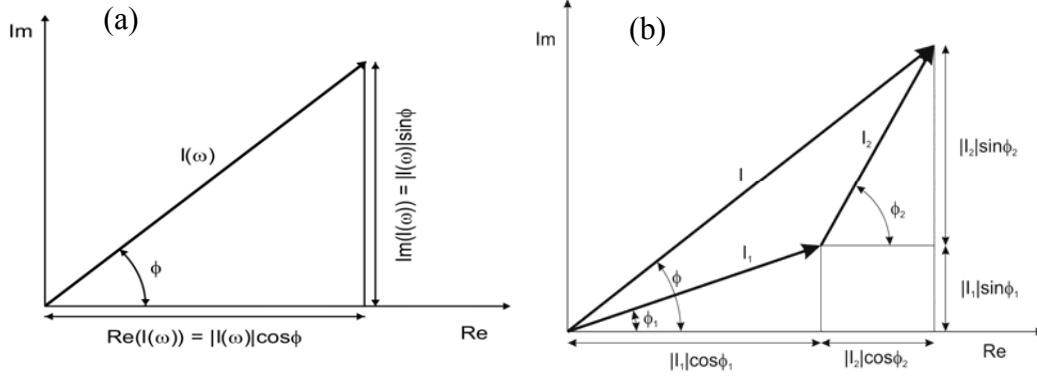 (a)
Im
I(ω)
ϕ
Im(I(ω)) = |I(ω)|sinϕ
Re(I(ω)) = |I(ω)|cosϕ
Re
(b)
Im
I
I₂
|I₂|sinϕ₂
ϕ₂
I₁
ϕ
ϕ₁
|I₁|sinϕ₁
|I₁|cosϕ₁
|I₂|cosϕ₂
Re